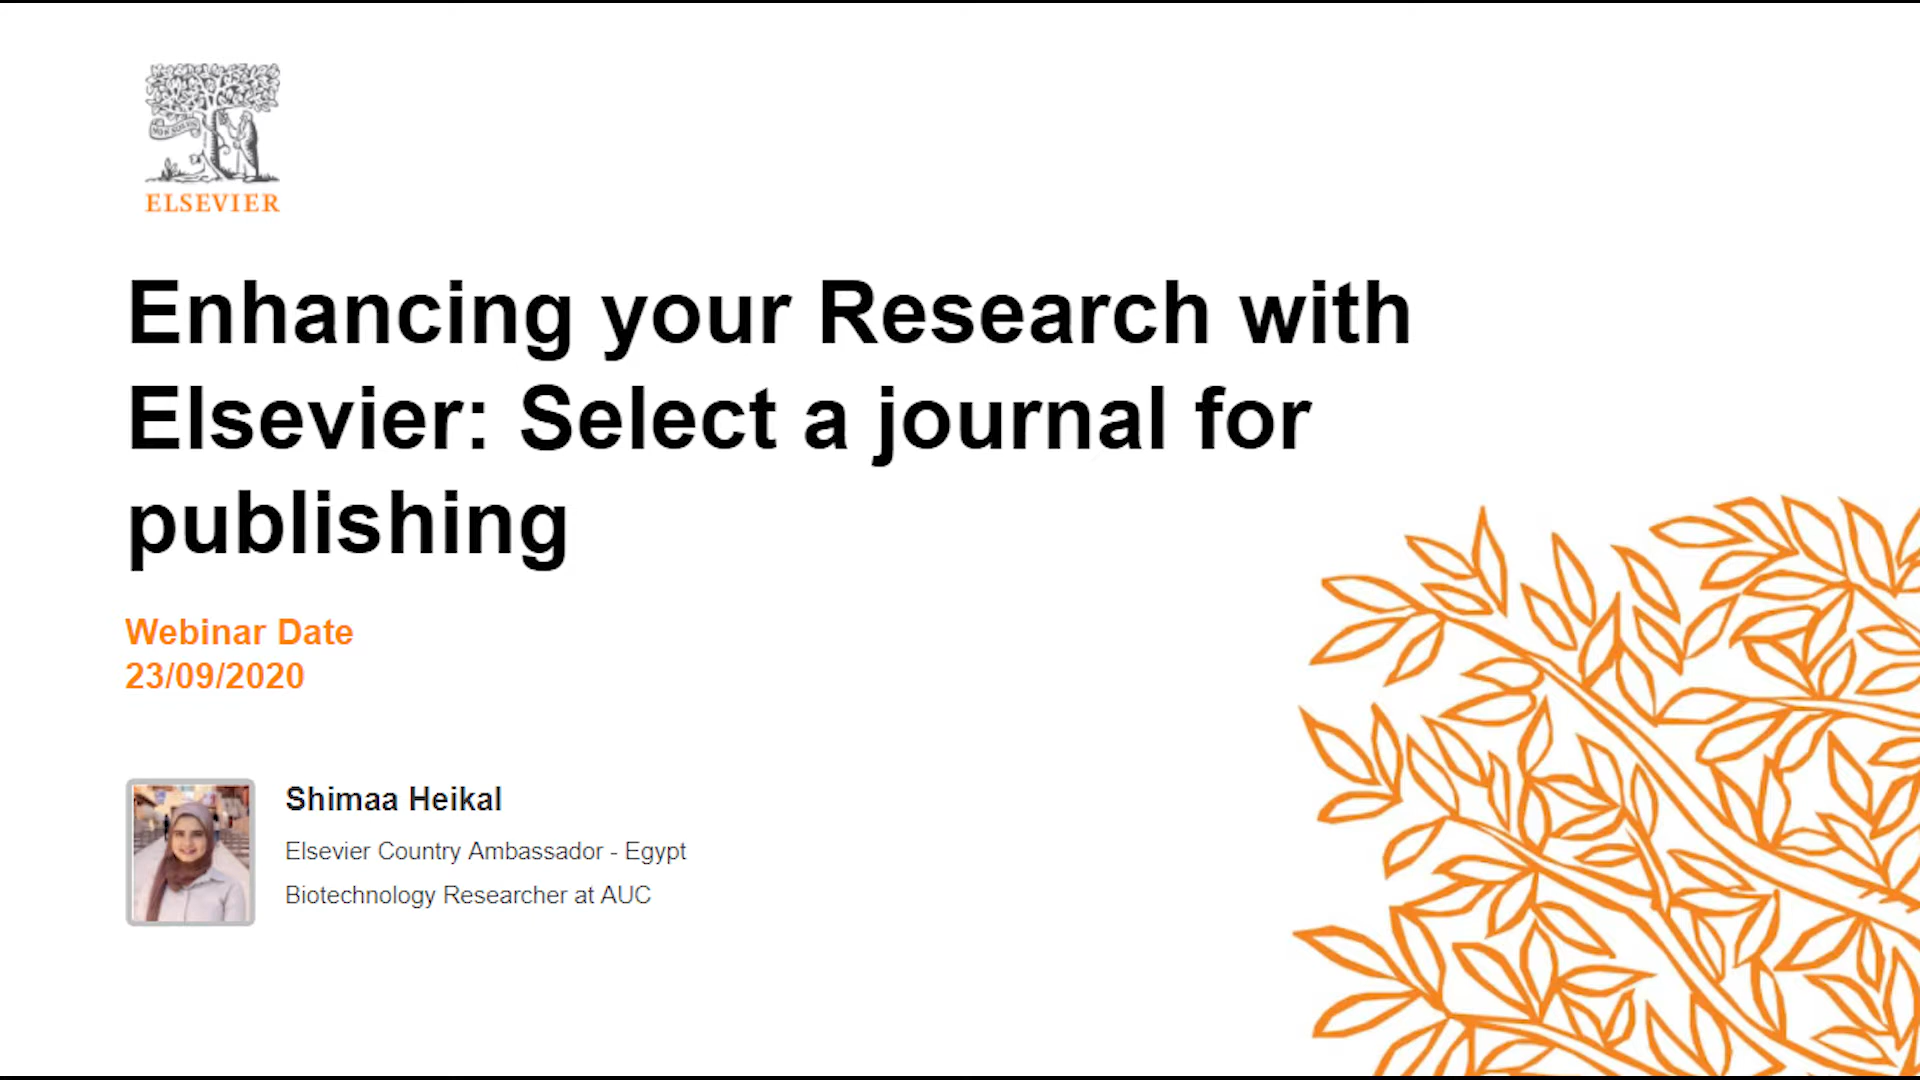 ELSEVIER
Enhancing your Research with
Elsevier: Select a journal for
publishing
Webinar Date
23/09/2020
Shimaa Heikal
Elsevier Country Ambassador - Egypt
Biotechnology Researcher at AUC